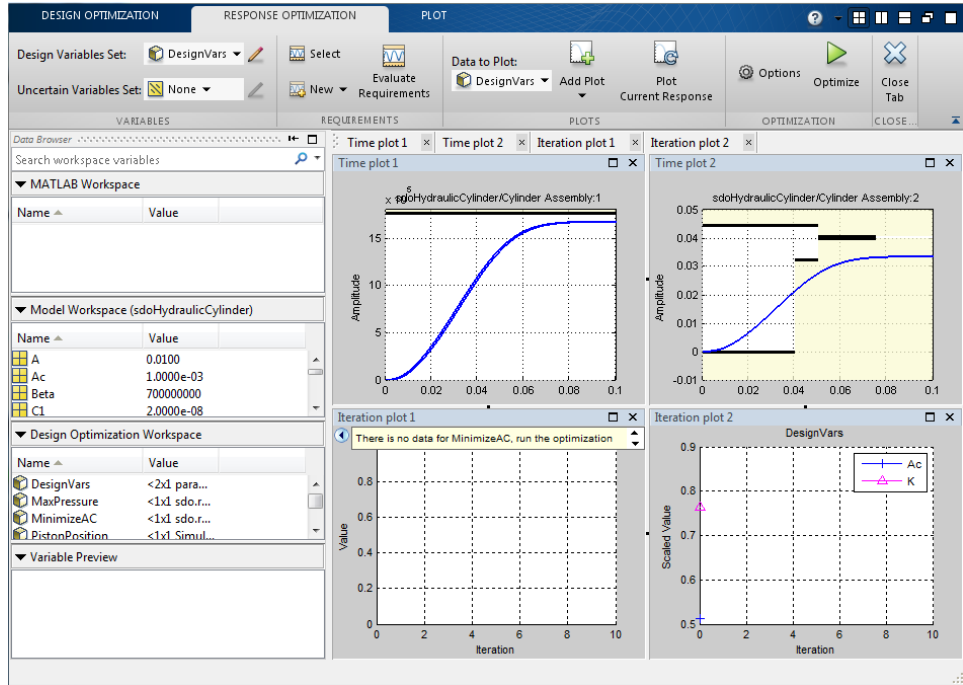 DESIGN OPTIMIZATION RESPONSE OPTIMIZATION PLOT
Design Variables Set: DesignVars
Uncertain Variables Set: None
VARIABLES
Select
New
Evaluate
Requirements
REQUIREMENTS
Data to Plot:
DesignVars
Add Plot
Plot
Current Response
PLOTS
Options
Optimize
OPTIMIZATION
Close
Tab
CLOSE...
Data Browser
Search workspace variables
MATLAB Workspace
Name Value
Model Workspace (sdoHydraulicCylinder)
Name Value
A 0.0100
Ac 1.0000e-03
Beta 700000000
C1 2.0000e-08
Design Optimization Workspace
Name Value
DesignVars <2x1 para...
MaxPressure <1x1 sdo.r...
MinimizeAC <1x1 sdo.r...
PistonPosition <1x1 Simul...
Variable Preview
Time plot 1 Time plot 2 Iteration plot 1 Iteration plot 2
Time plot 1
sdoHydraulicCylinder/Cylinder Assembly:1
x 10
5
15
10
5
0
0 0.02 0.04 0.06 0.08 0.1
Amplitude
Time plot 2
sdoHydraulicCylinder/Cylinder Assembly:2
0.05
0.04
0.03
0.02
0.01
0
-0.01
0 0.02 0.04 0.06 0.08 0.1
Amplitude
Iteration plot 1
There is no data for MinimizeAC, run the optimization
0.8
0.6
0.4
0.2
0
0 2 4 6 8 10
Value
Iteration
Iteration plot 2
DesignVars
Ac
K
0.9
0.8
0.7
0.6
0.5
0 2 4 6 8 10
Scaled Value
Iteration